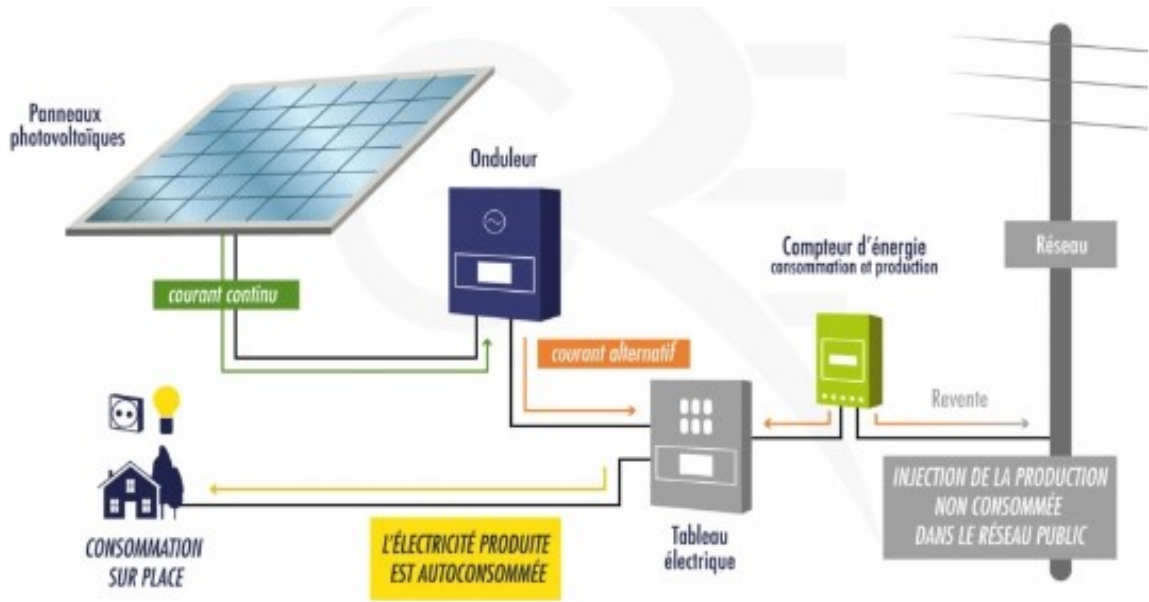 Panneaux
photovoltaïques
Onduleur
Compteur d'énergie
consommation et production
Réseau
courant continu
courant alternatif
Revente
INJECTION DE LA PRODUCTION
NON CONSOMMÉE
DANS LE RÉSEAU PUBLIC
CONSOMMATION
SUR PLACE
L'ÉLECTRICITÉ PRODUITE
EST AUTOCONSOMMÉE
Tableau
électrique